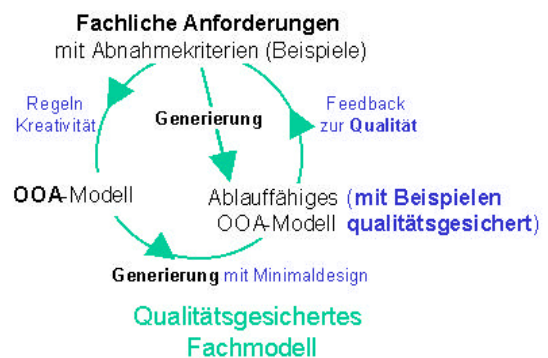 Fachliche Anforderungen
mit Abnahmekriterien (Beispiele)
Regeln
Kreativität
Generierung
Feedback
zur Qualität
OOA-Modell
Ablauffähiges (mit Beispielen
OOA-Modell qualitätsgesichert)
Generierung mit Minimaldesign
Qualitätsgesichertes
Fachmodell